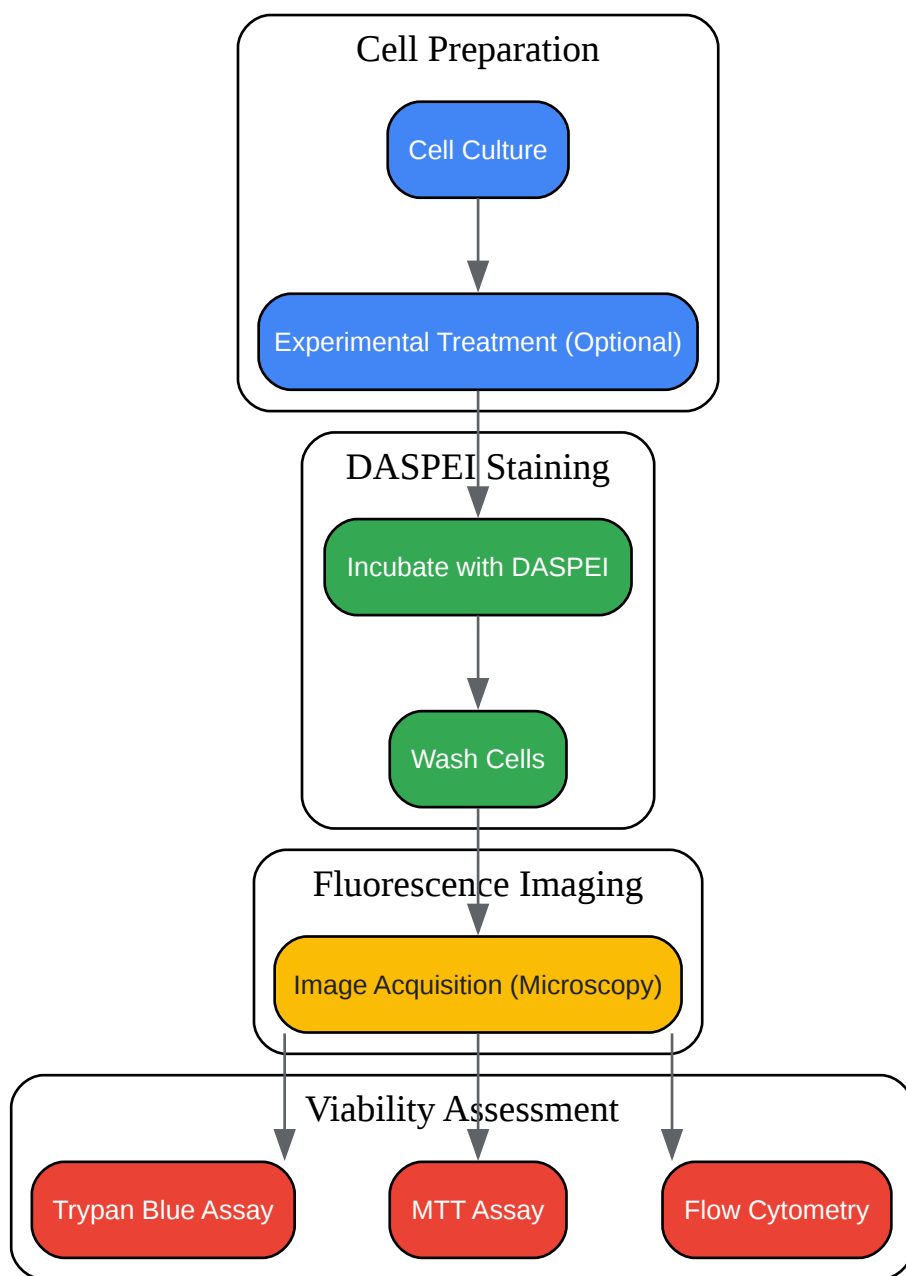 Cell Preparation
Cell Culture
Experimental Treatment (Optional)
DASPEI Staining
Incubate with DASPEI
Wash Cells
Fluorescence Imaging
Image Acquisition (Microscopy)
Viability Assessment
Trypan Blue Assay
MTT Assay
Flow Cytometry